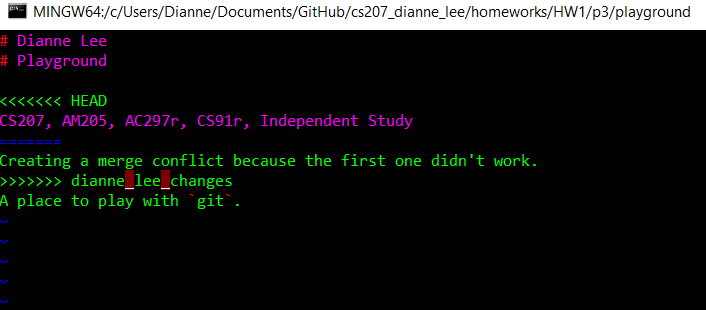 MINGW64:/c/Users/Dianne/Documents/GitHub/cs207_dianne_lee/homeworks/HW1/p3/playground
# Dianne Lee
# Playground
<<<<<<< HEAD
CS207, AM205, AC297r, CS91r, Independent Study
=======
Creating a merge conflict because the first one didn't work.
>>>>>>> dianne_lee_changes
A place to play with `git`.
~
~
~
~
~